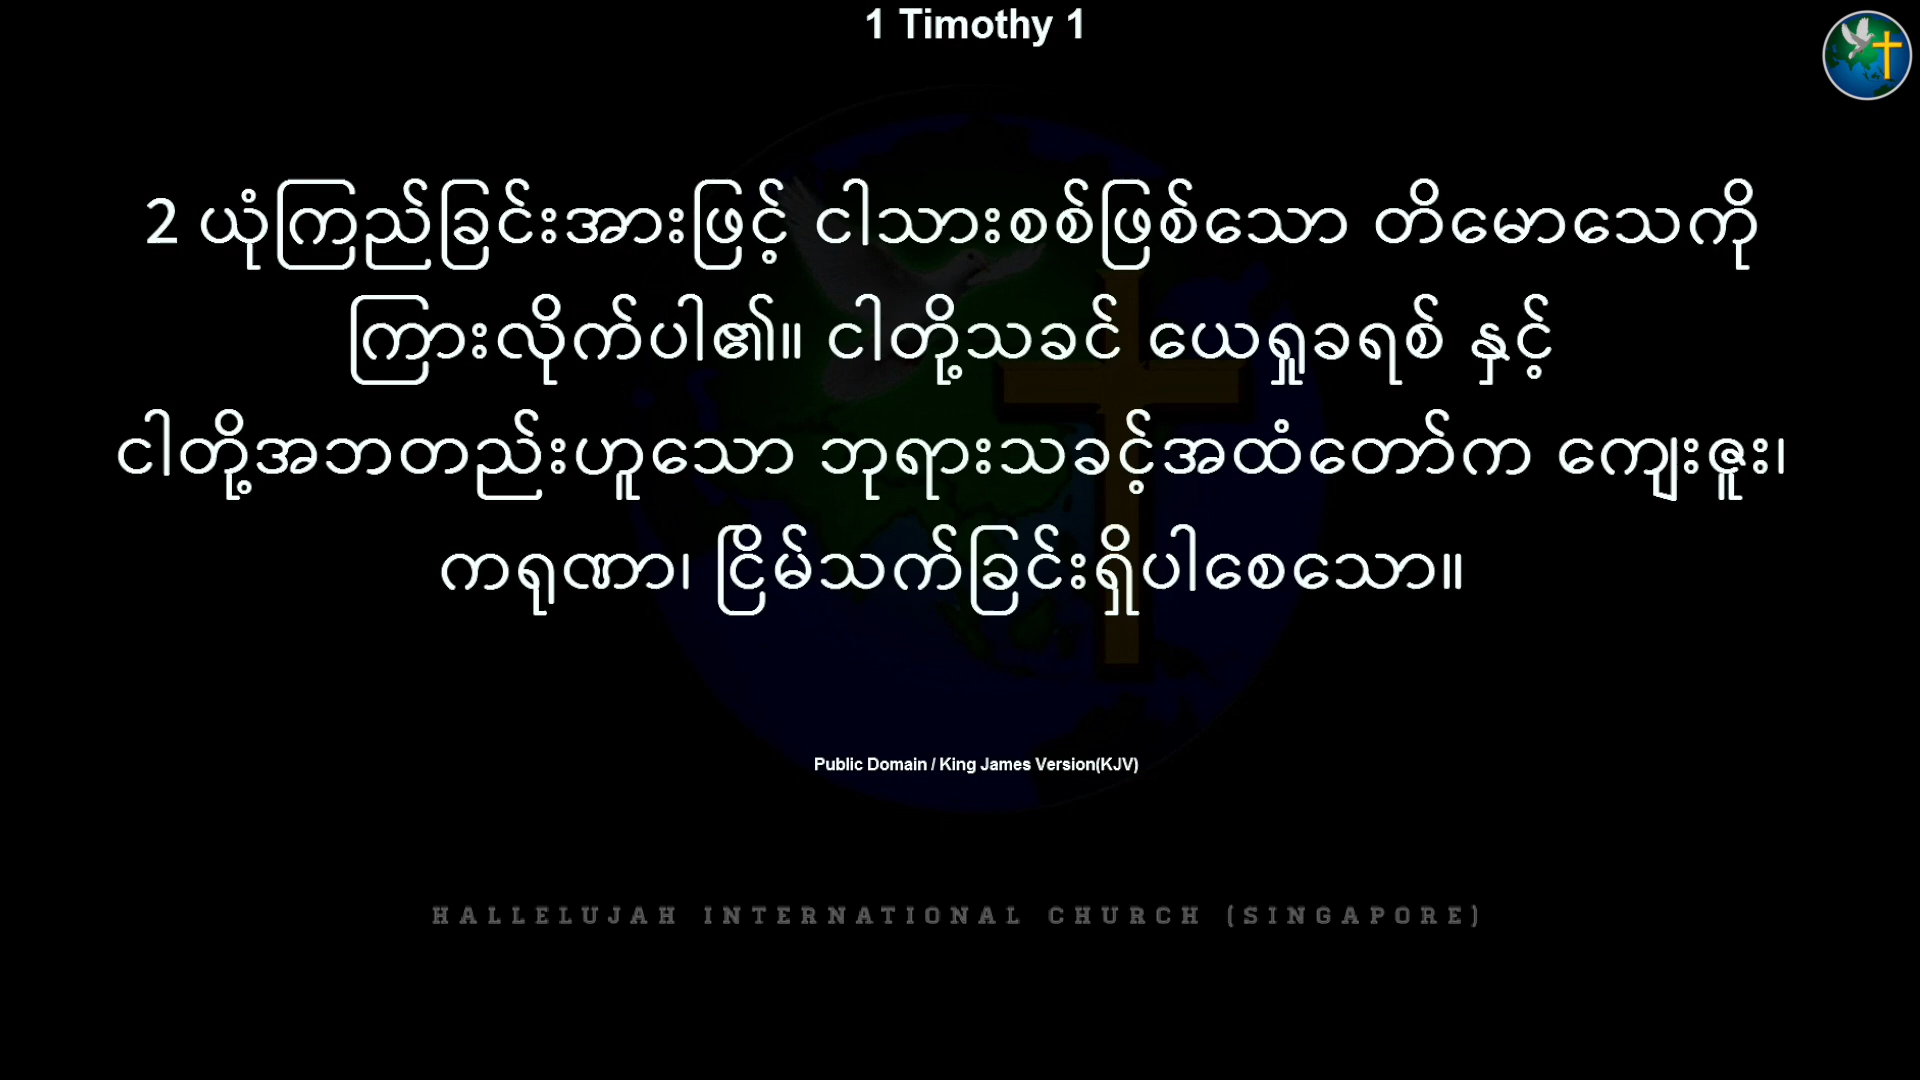 1 Timothy 1
2 ယုံကြည်ခြင်းအားဖြင့် ငါသားစစ်ဖြစ်သော တိမောသေကို
ကြားလိုက်ပါ၏။ ငါတို့သခင် ယေရှုခရစ် နှင့်
ငါတို့အဘတည်းဟူသော ဘုရားသခင့်အထံတော်က ကျေးဇူး၊
ကရုဏာ၊ ငြိမ်သက်ခြင်းရှိပါစေသော။
Public Domain / King James Version(KJV)
HALLELUJAH INTERNATIONAL CHURCH (SINGAPORE)